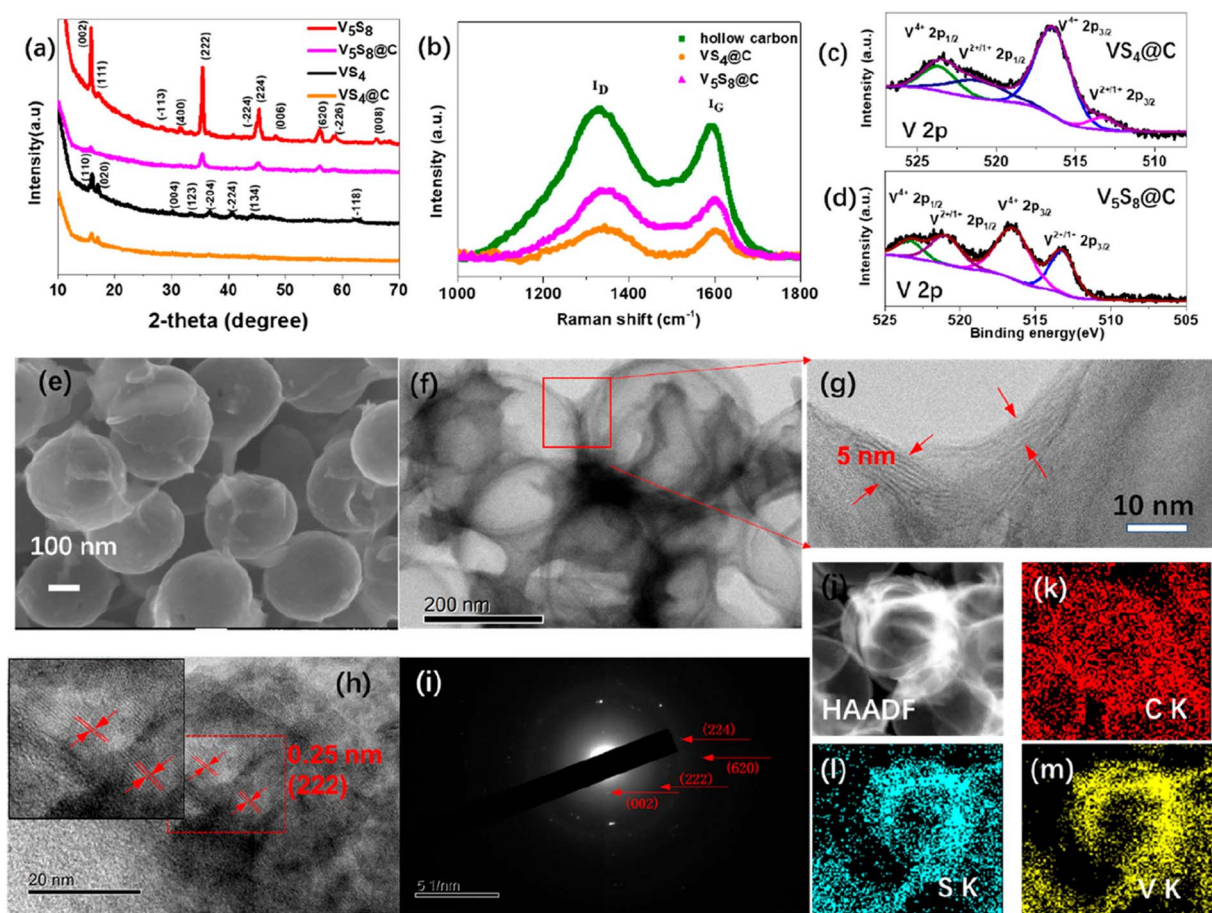 (a)
V5S8
V5S8@C
VS4
VS4@C
(002)
(111)
(-113)
(400)
(222)
(-224)
(224)
(006)
(620)
(-226)
(008)
(110)
(020)
(004)
(123)
(-204)
(-224)
(134)
(-118)
Intensity(a.u)
10 20 30 40 50 60 70
2-theta (degree)
(b)
hollow carbon
VS4@C
V5S8@C
ID
IG
Intensity (a.u.)
1000 1200 1400 1600 1800
Raman shift (cm-1)
(c)
V4+ 2p1/2
V2+/1+ 2p1/2
V4+ 2p3/2
VS4@C
V2+/1+ 2p3/2
V 2p
Intensity (a.u.)
525 520 515 510
(d)
V5S8@C
V4+ 2p1/2
V2+/1+ 2p1/2
V4+ 2p3/2
V2+/1+ 2p3/2
V 2p
Intensity (a.u.)
525 520 515 510 505
Binding energy(eV)
(e)
100 nm
(f)
200 nm
(g)
5 nm
10 nm
(h)
0.25 nm
(222)
20 nm
(i)
(224)
(620)
(222)
(002)
5 1/nm
(j)
HAADF
(k)
C K
(l)
S K
(m)
V K